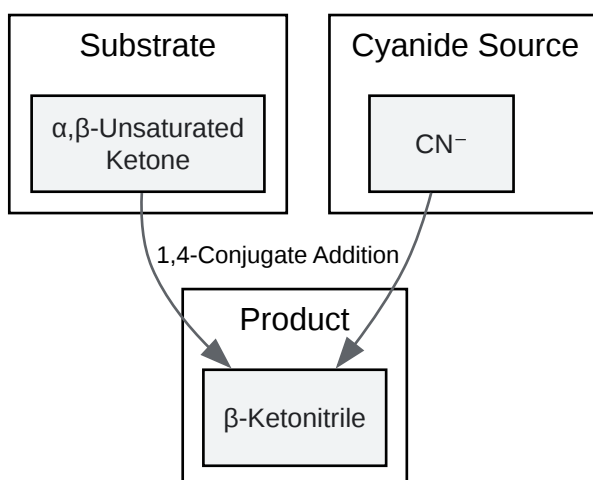 Substrate
Cyanide Source
α,β-Unsaturated
Ketone
CN⁻
1,4-Conjugate Addition
Product
β-Ketonitrile